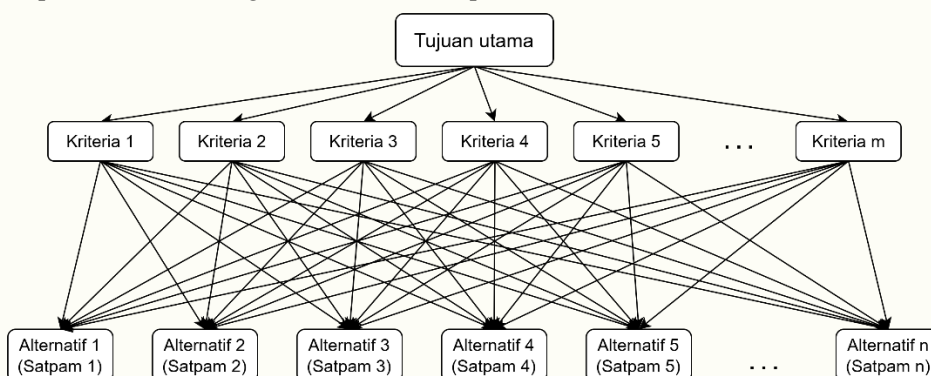 Tujuan utama
Kriteria 1
Kriteria 2
Kriteria 3
Kriteria 4
Kriteria 5
...
Kriteria m
Alternatif 1
(Satpam 1)
Alternatif 2
(Satpam 2)
Alternatif 3
(Satpam 3)
Alternatif 4
(Satpam 4)
Alternatif 5
(Satpam 5)
...
Alternatif n
(Satpam n)